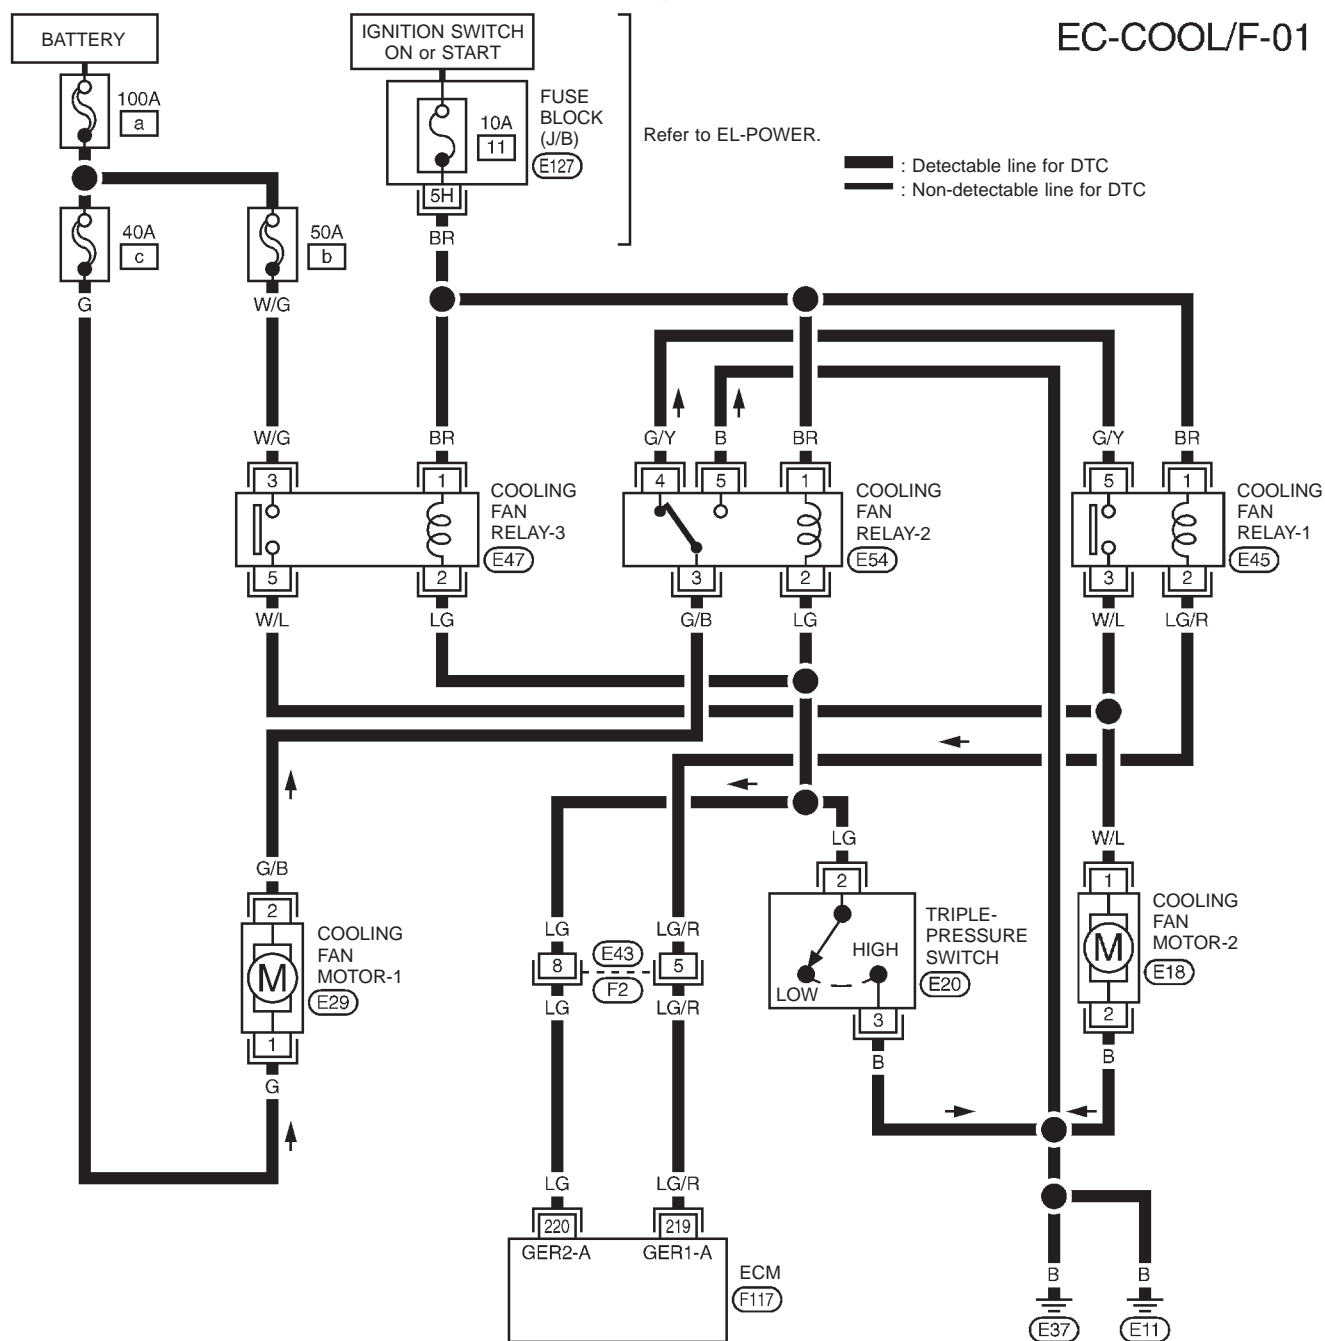 EC-COOL/F-01
BATTERY
IGNITION SWITCH
ON or START
100A
a
10A
11
5H
FUSE
BLOCK
(J/B)
E127
Refer to EL-POWER.
: Detectable line for DTC
: Non-detectable line for DTC
40A
c
50A
b
BR
G
W/G
W/G
BR
G/Y
B
BR
G/Y
BR
3
1
COOLING
FAN
RELAY-3
E47
5
2
4
5
1
COOLING
FAN
RELAY-2
E54
3
2
5
1
COOLING
FAN
RELAY-1
E45
3
2
W/L
LG
G/B
LG
W/L
LG/R
G/B
2
COOLING
FAN
MOTOR-1
E29
1
G
LG
LG/R
8
E43
F2
5
LG
LG/R
LG
2
LOW
HIGH
TRIPLE-
PRESSURE
SWITCH
E20
3
B
W/L
1
COOLING
FAN
MOTOR-2
E18
2
B
LG
LG/R
220
219
GER2-A
GER1-A
ECM
F117
B
B
E37
E11
M
M